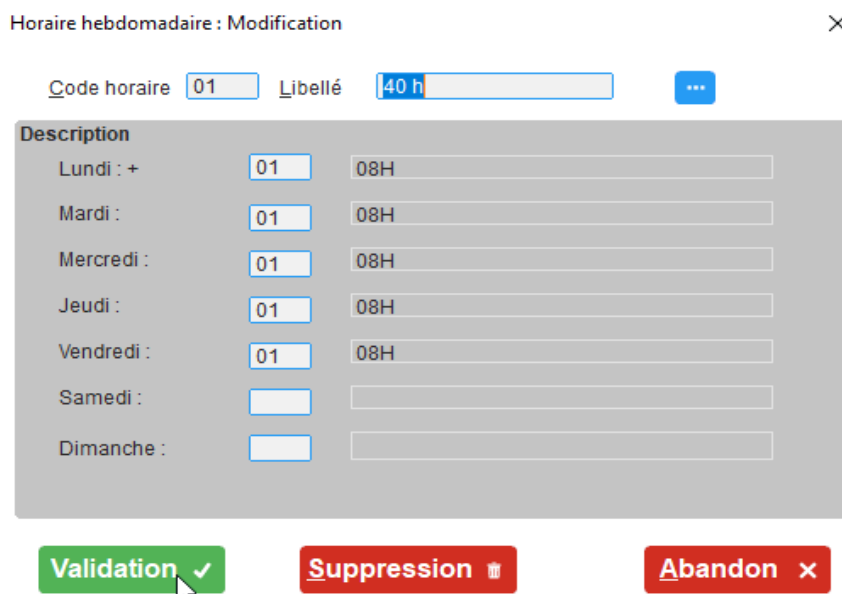 Horaire hebdomadaire : Modification
Code horaire 01 Libellé 40 h
Description
Lundi : + 01 08H
Mardi : 01 08H
Mercredi : 01 08H
Jeudi : 01 08H
Vendredi : 01 08H
Samedi :
Dimanche :
Validation Suppression Abandon